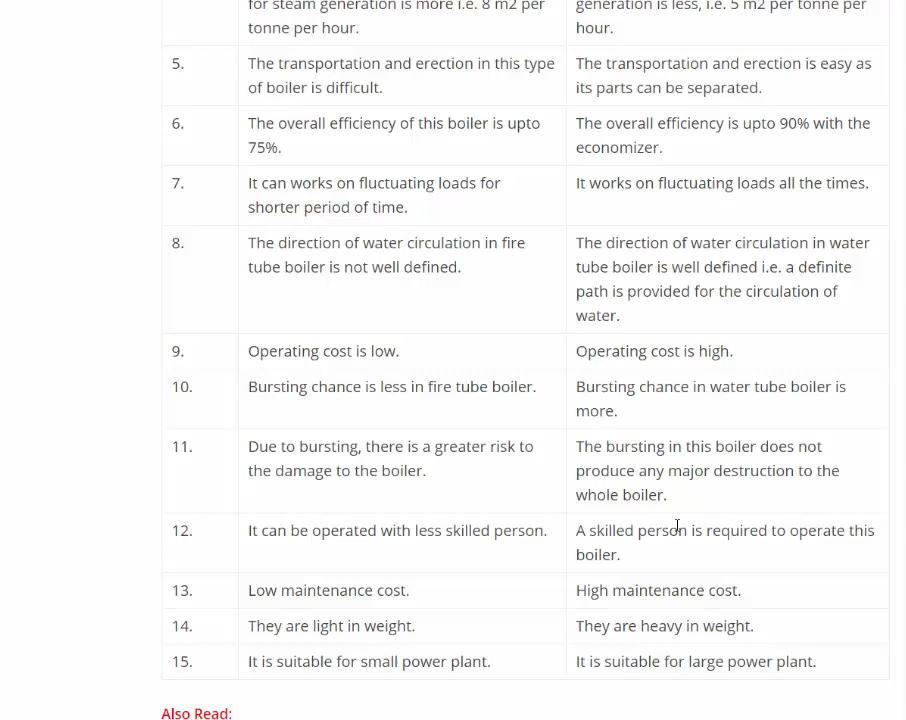 for steam generation is more i.e. 8 m2 per
tonne per hour.
generation is less, i.e. 5 m2 per tonne per
hour.
5.
The transportation and erection in this type
of boiler is difficult.
The transportation and erection is easy as
its parts can be separated.
6.
The overall efficiency of this boiler is upto
75%.
The overall efficiency is upto 90% with the
economizer.
7.
It can works on fluctuating loads for
shorter period of time.
It works on fluctuating loads all the times.
8.
The direction of water circulation in fire
tube boiler is not well defined.
The direction of water circulation in water
tube boiler is well defined i.e. a definite
path is provided for the circulation of
water.
9.
Operating cost is low.
Operating cost is high.
10.
Bursting chance is less in fire tube boiler.
Bursting chance in water tube boiler is
more.
11.
Due to bursting, there is a greater risk to
the damage to the boiler.
The bursting in this boiler does not
produce any major destruction to the
whole boiler.
12.
It can be operated with less skilled person.
A skilled person is required to operate this
boiler.
13.
Low maintenance cost.
High maintenance cost.
14.
They are light in weight.
They are heavy in weight.
15.
It is suitable for small power plant.
It is suitable for large power plant.
Also Read: